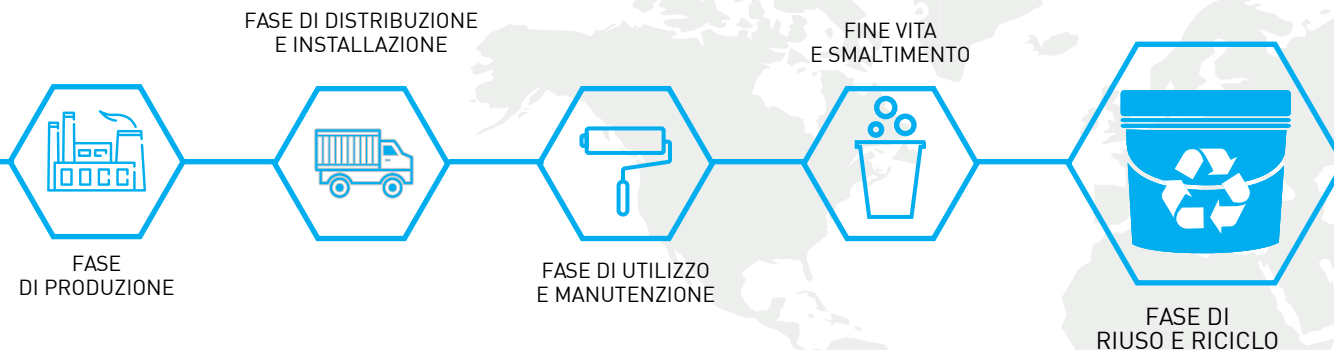 FASE
DI PRODUZIONE
FASE DI DISTRIBUZIONE
E INSTALLAZIONE
FASE DI UTILIZZO
E MANUTENZIONE
FINE VITA
E SMALTIMENTO
FASE DI
RIUSO E RICICLO